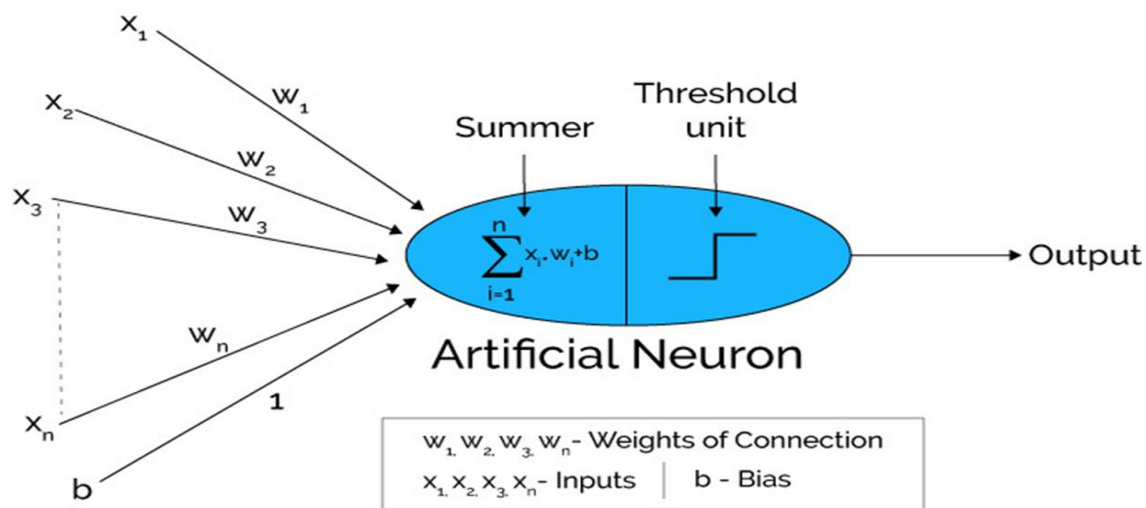 x₁
w₁
x₂
w₂
x₃
w₃
wₙ
xₙ
1
b
Summer
Threshold
unit
n
∑ xᵢ.wᵢ+b
i=1
Output
Artificial Neuron
w₁, w₂, w₃, wₙ- Weights of Connection
x₁, x₂, x₃, xₙ- Inputs | b - Bias